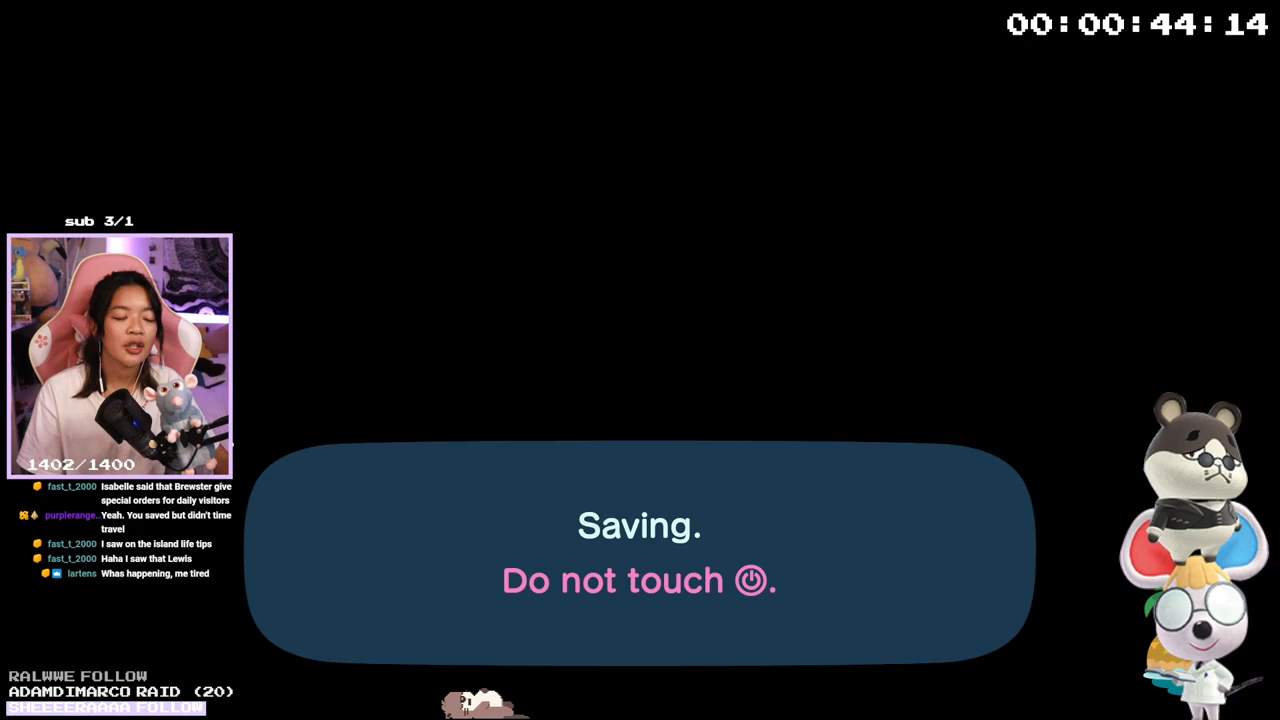 00:00:44:14
sub 3/1
1402/1400
fast_t_2000 Isabelle said that Brewster give
special orders for daily visitors
purplerange.. Yeah. You saved but didn't time
travel
fast_t_2000 I saw on the island life tips
fast_t_2000 Haha I saw that Lewis
lartens Whas happening, me tired
Saving.
Do not touch .
RALWWE FOLLOW
ADAMDIMARCO RAID (20)
SHEEEERAAAA FOLLOW